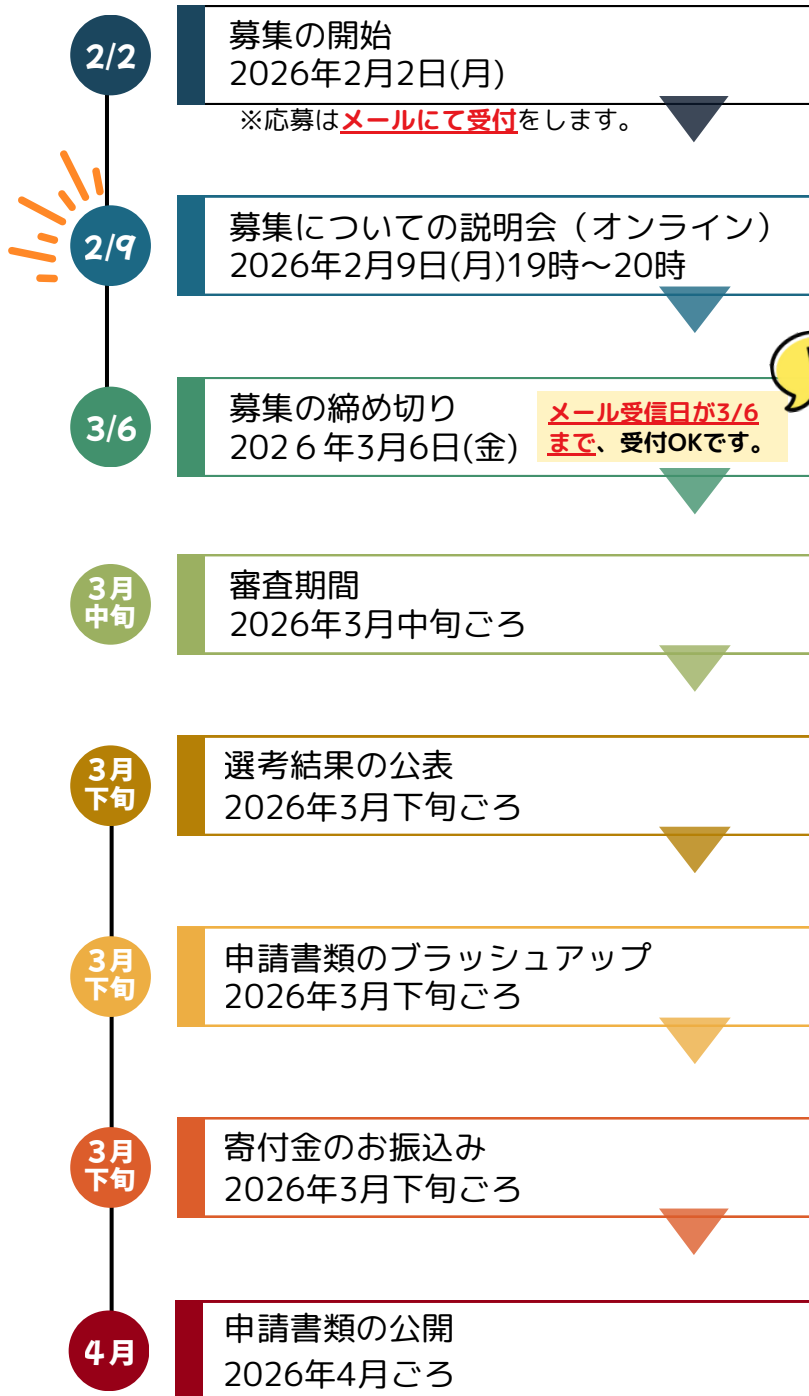 2/2
募集の開始
2026年2月2日(月)
※応募はメールにて受付をします。
2/9
募集についての説明会（オンライン）
2026年2月9日(月)19時～20時
3/6
募集の締め切り
202６年3月6日(金)
メール受信日が3/6
まで、受付OKです。
3月
中旬
審査期間
2026年3月中旬ごろ
3月
下旬
選考結果の公表
2026年3月下旬ごろ
3月
下旬
申請書類のブラッシュアップ
2026年3月下旬ごろ
3月
下旬
寄付金のお振込み
2026年3月下旬ごろ
4月
申請書類の公開
2026年4月ごろ